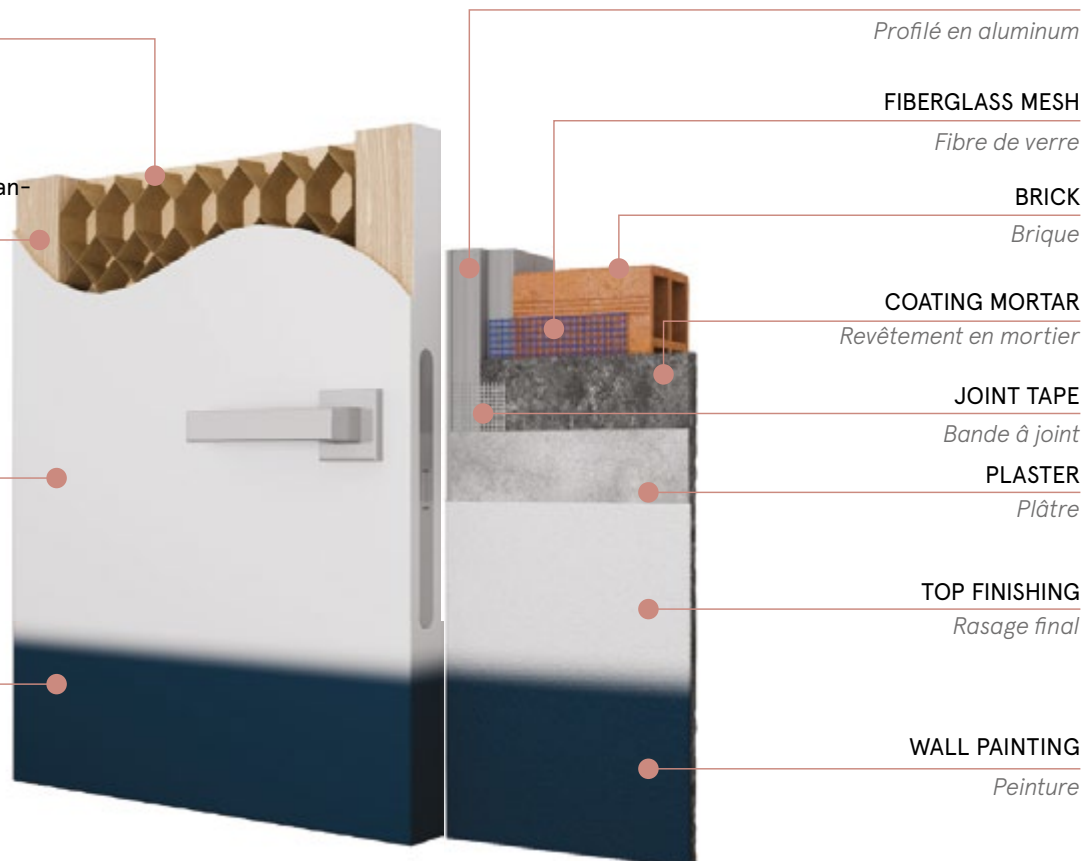 Profilé en aluminum
FIBERGLASS MESH
Fibre de verre
an-
BRICK
Brique
COATING MORTAR
Revêtement en mortier
JOINT TAPE
Bande â joint
PLASTER
Plâtre
TOP FINISHING
Rasage final
WALL PAINTING
Peinture